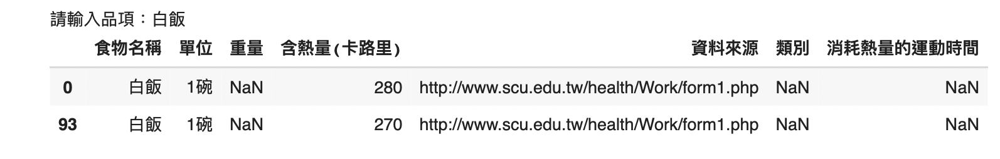 請輸入品項：白飯
食物名稱 單位 重量 含熱量(卡路里) 資料來源 類別 消耗熱量的運動時間
0 白飯 1碗 NaN 280 http://www.scu.edu.tw/health/Work/form1.php NaN NaN
93 白飯 1碗 NaN 270 http://www.scu.edu.tw/health/Work/form1.php NaN NaN